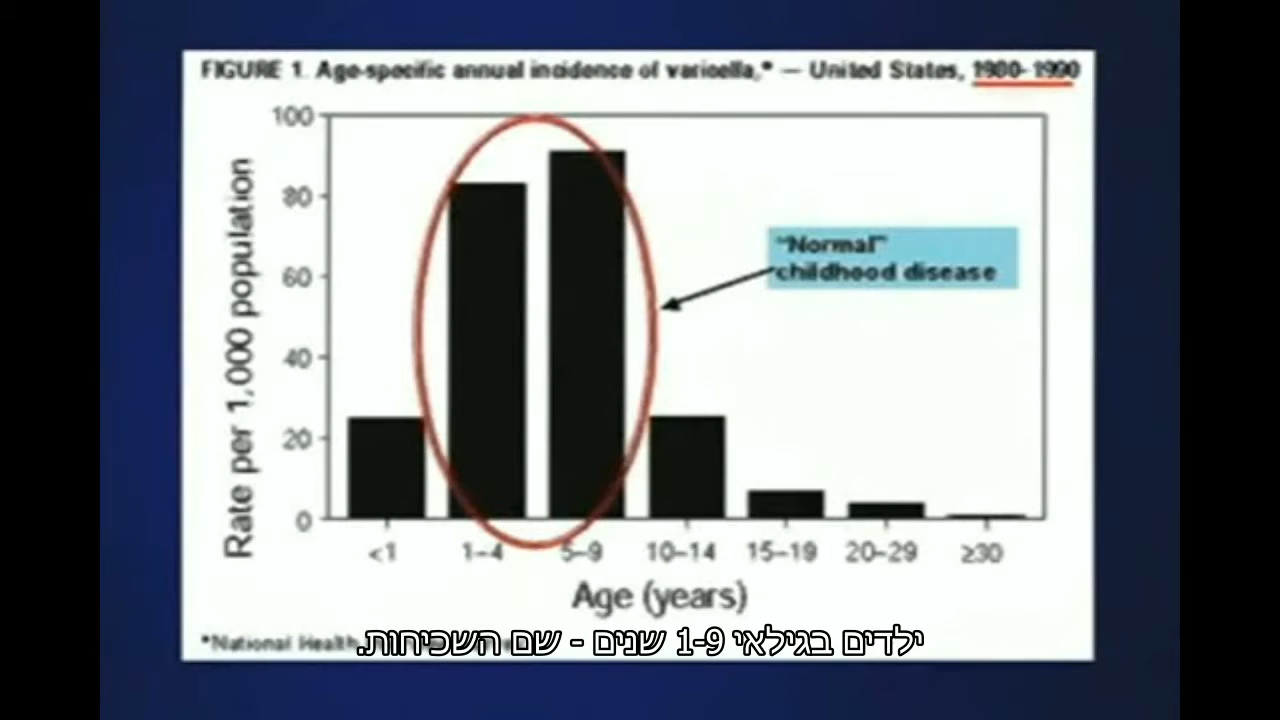 FIGURE 1. Age-specific annual incidence of varicella,* — United States, 1980-1990
Rate per 1,000 population
100
80
60
40
20
0
"Normal"
childhood disease
<1 1–4 5–9 10–14 15–19 20–29 ≥30
Age (years)
*National Health
ילדים בגילאי 1-9 שנים - שם השכיחות.